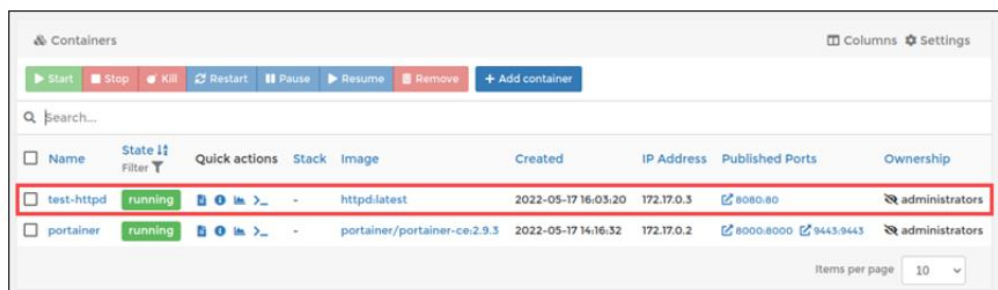 Containers Columns Settings
Start Stop Kill Restart Pause Resume Remove + Add container
Search...
Name State Filter Quick actions Stack Image Created IP Address Published Ports Ownership
test-httpd running - httpd:latest 2022-05-17 16:03:20 172.17.0.3 8080:80 administrators
portainer running - portainer/portainer-ce:2.9.3 2022-05-17 14:16:32 172.17.0.2 8000:8000 9443:9443 administrators
Items per page 10